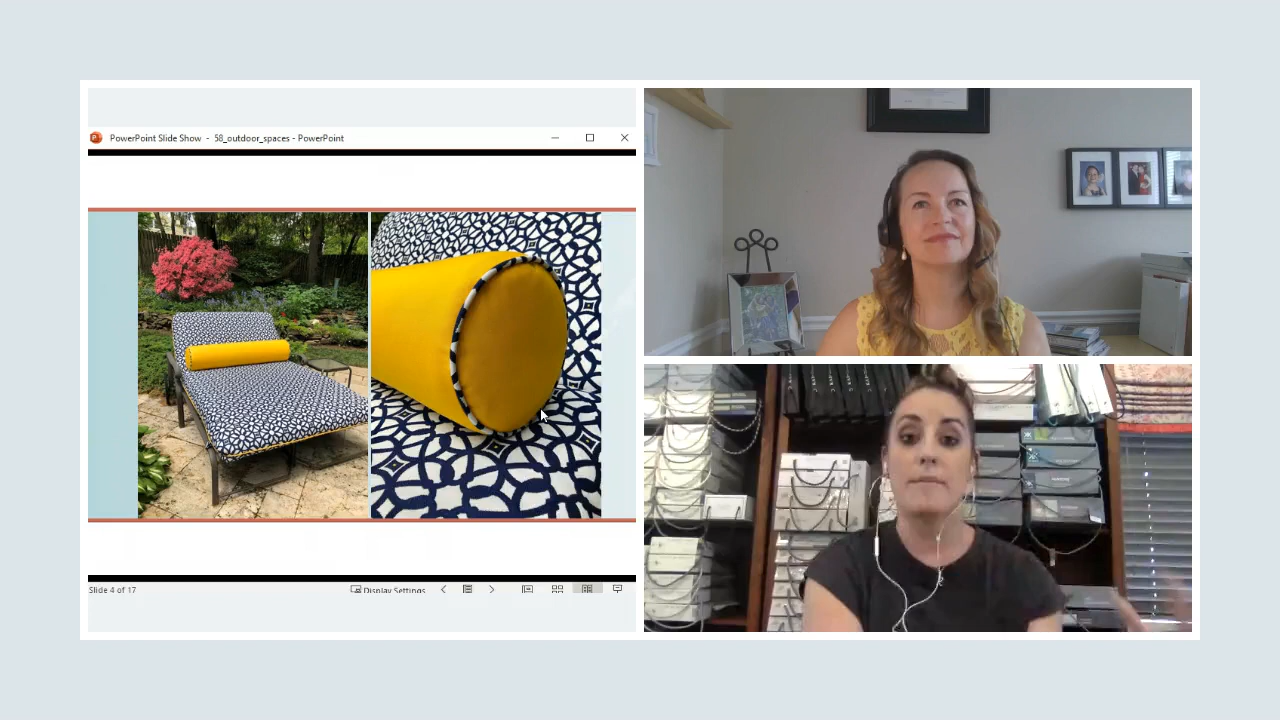 PowerPoint Slide Show - 58_outdoor_spaces - PowerPoint
Slide 4 of 17
Display Settings